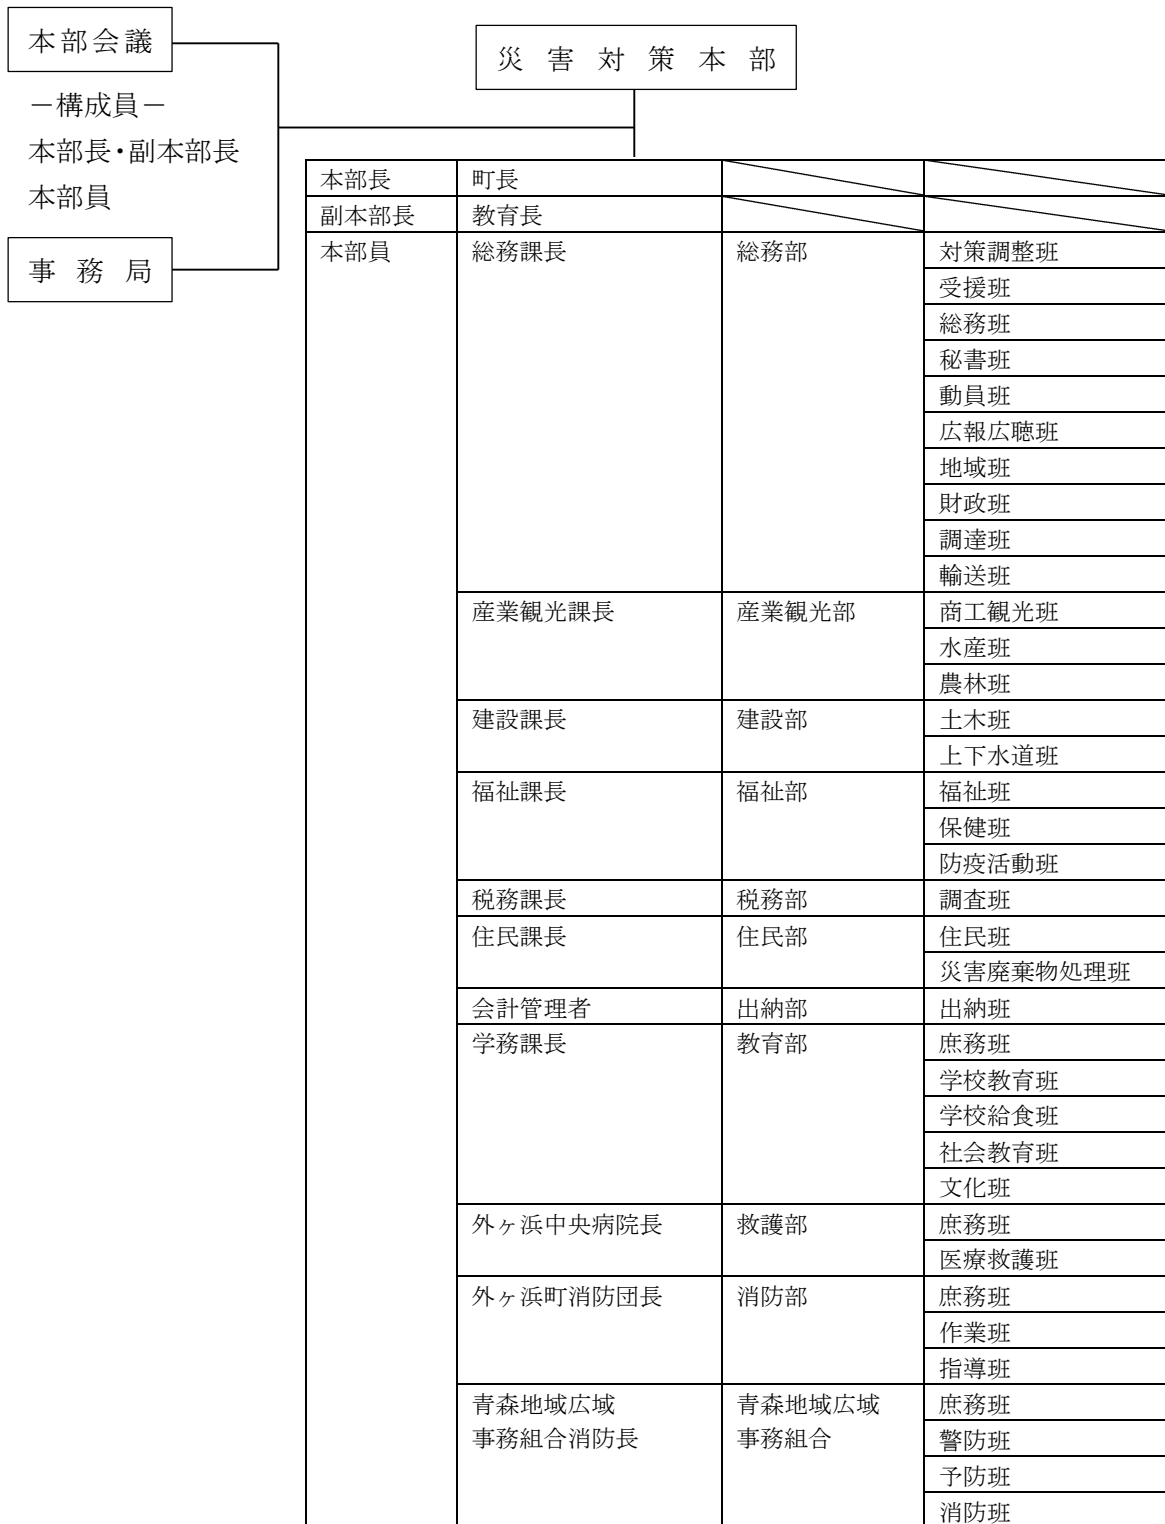 本部会議
災害対策本部
－構成員－
本部長・副本部長
本部員
事務局
本部長 町長
副本部長 教育長
本部員 総務課長 総務部 対策調整班
受援班
総務班
秘書班
動員班
広報広聴班
地域班
財政班
調達班
輸送班
産業観光課長 産業観光部 商工観光班
水産班
農林班
建設課長 建設部 土木班
上下水道班
福祉課長 福祉部 福祉班
保健班
防疫活動班
税務課長 税務部 調査班
住民課長 住民部 住民班
災害廃棄物処理班
会計管理者 出納部 出納班
学務課長 教育部 庶務班
学校教育班
学校給食班
社会教育班
文化班
外ヶ浜中央病院長 救護部 庶務班
医療救護班
外ヶ浜町消防団長 消防部 庶務班
作業班
指導班
青森地域広域 青森地域広域 庶務班
事務組合消防長 事務組合 警防班
予防班
消防班